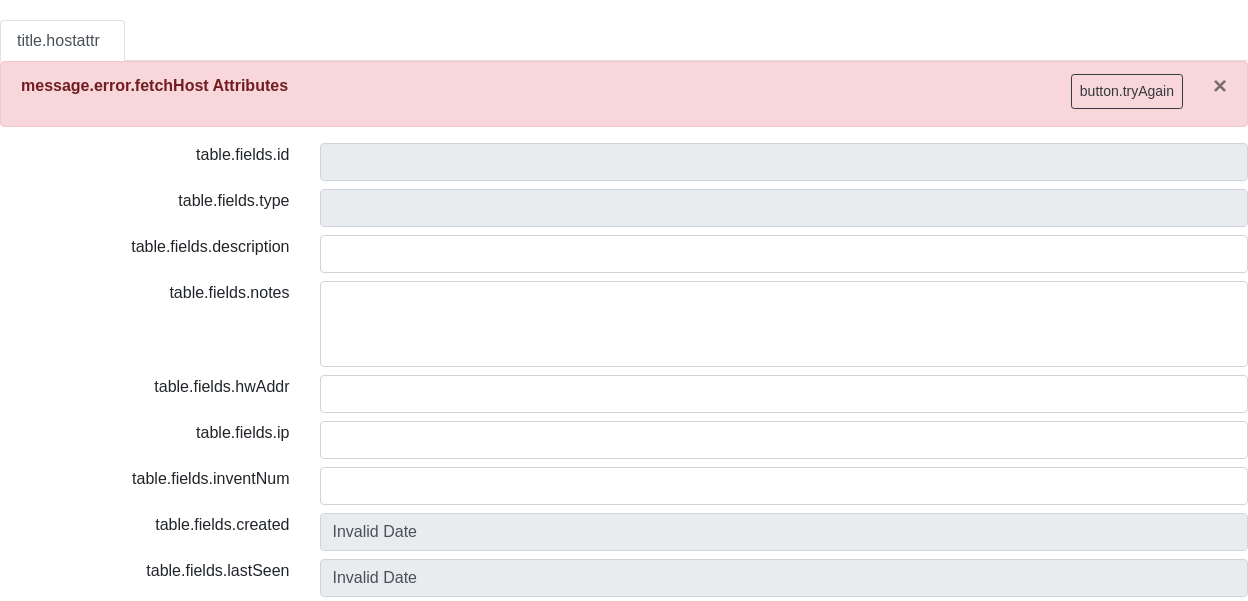 title.hostattr
message.error.fetchHost Attributes
button.tryAgain
×
table.fields.id
table.fields.type
table.fields.description
table.fields.notes
table.fields.hwAddr
table.fields.ip
table.fields.inventNum
table.fields.created
Invalid Date
table.fields.lastSeen
Invalid Date